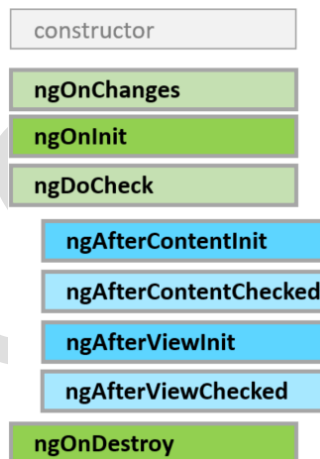 constructor
ngOnChanges
ngOnInit
ngDoCheck
ngAfterContentInit
ngAfterContentChecked
ngAfterViewInit
ngAfterViewChecked
ngOnDestroy